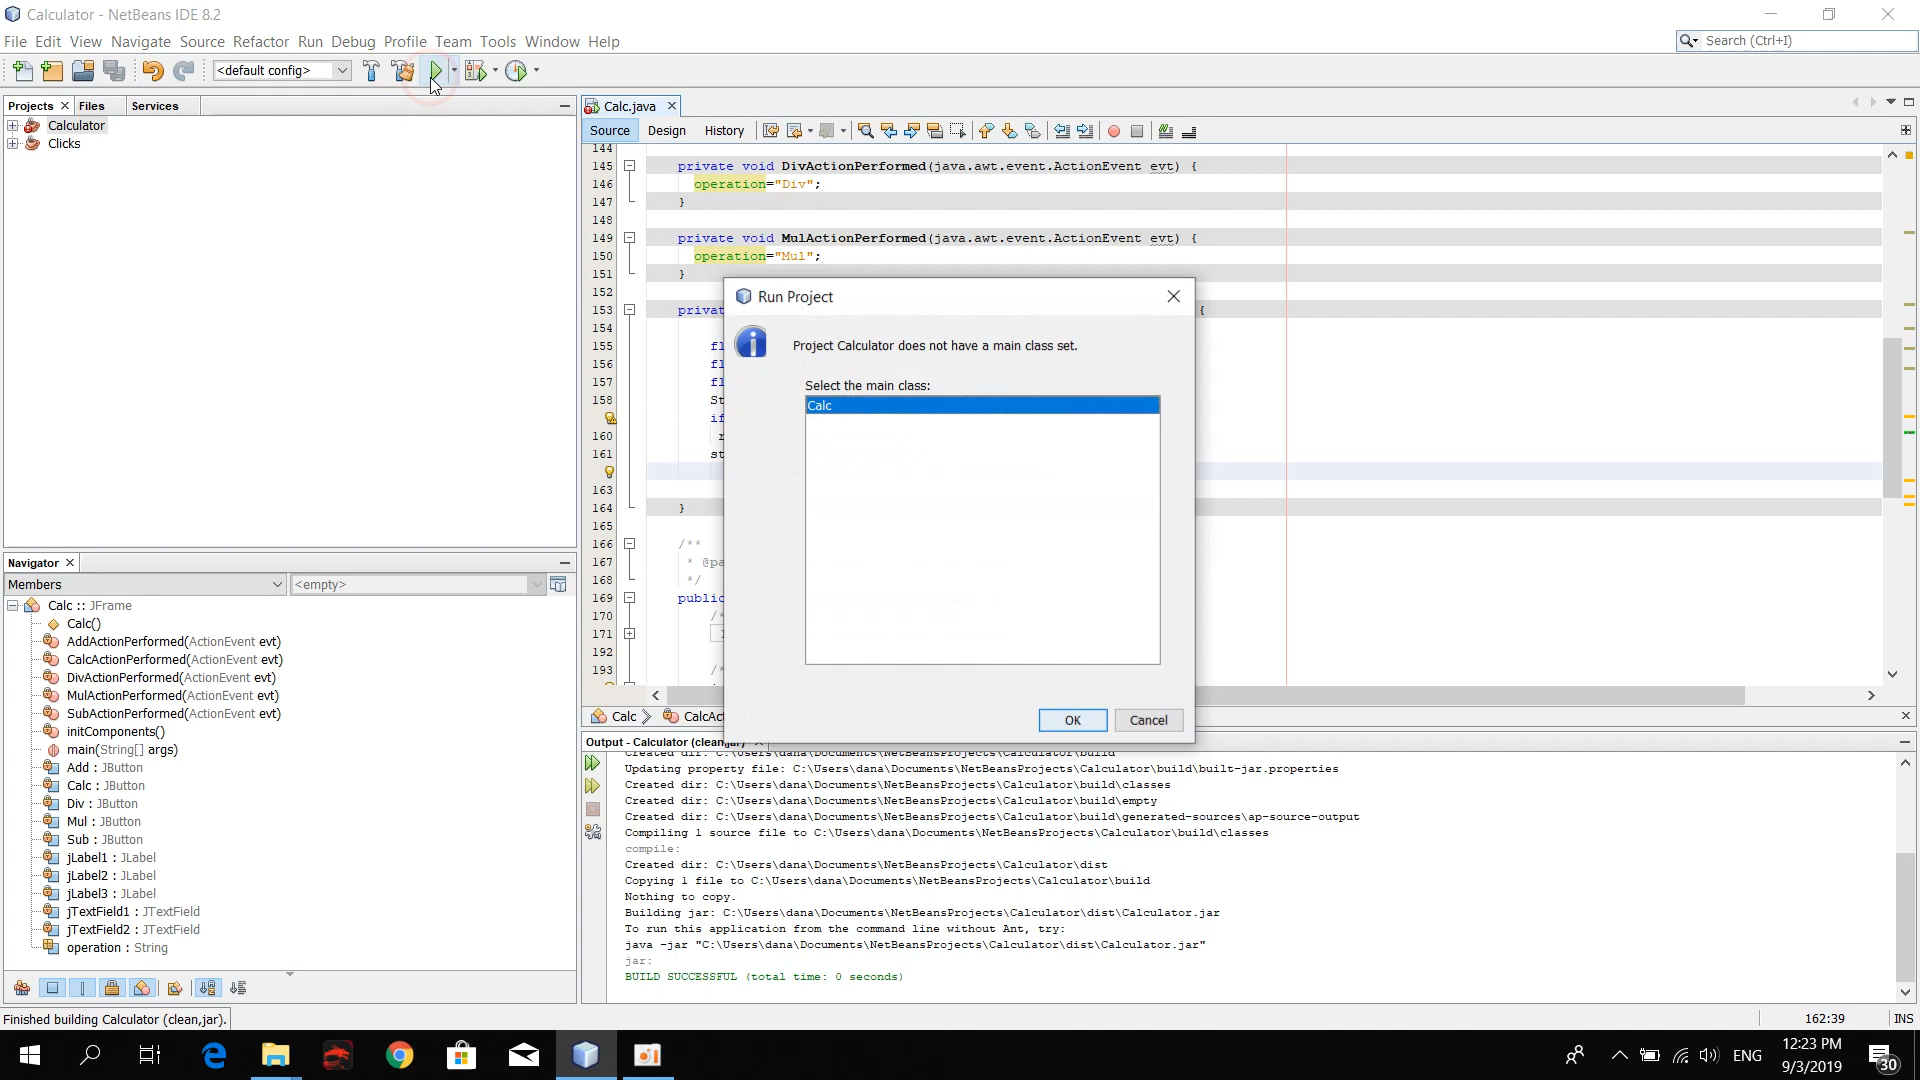 Calculator - NetBeans IDE 8.2
File Edit View Navigate Source Refactor Run Debug Profile Team Tools Window Help
Search (Ctrl+I)
<default config>
Projects Files Services
Calculator
Clicks
Calc.java
Source Design History
144
145 private void DivActionPerformed(java.awt.event.ActionEvent evt) {
146 operation="Div";
147 }
148
149 private void MulActionPerformed(java.awt.event.ActionEvent evt) {
150 operation="Mul";
151 }
152
153 privat {
154
155 fl
156 fl
157 fl
158 St
if
160
161 st
163
164 }
165
166 /**
167 * @pa
168 */
169 public
170 /*
171
192
193 /*
Run Project
Project Calculator does not have a main class set.
Select the main class:
Calc
OK Cancel
Navigator
Members <empty>
Calc :: JFrame
Calc()
AddActionPerformed(ActionEvent evt)
CalcActionPerformed(ActionEvent evt)
DivActionPerformed(ActionEvent evt)
MulActionPerformed(ActionEvent evt)
SubActionPerformed(ActionEvent evt)
initComponents()
main(String[] args)
Add : JButton
Calc : JButton
Div : JButton
Mul : JButton
Sub : JButton
jLabel1 : JLabel
jLabel2 : JLabel
jLabel3 : JLabel
jTextField1 : JTextField
jTextField2 : JTextField
operation : String
Calc CalcAct
Output - Calculator (clean,jar)
Created dir: C:\Users\dana\Documents\NetBeansProjects\Calculator\build
Updating property file: C:\Users\dana\Documents\NetBeansProjects\Calculator\build\built-jar.properties
Created dir: C:\Users\dana\Documents\NetBeansProjects\Calculator\build\classes
Created dir: C:\Users\dana\Documents\NetBeansProjects\Calculator\build\empty
Created dir: C:\Users\dana\Documents\NetBeansProjects\Calculator\build\generated-sources\ap-source-output
Compiling 1 source file to C:\Users\dana\Documents\NetBeansProjects\Calculator\build\classes
compile:
Created dir: C:\Users\dana\Documents\NetBeansProjects\Calculator\dist
Copying 1 file to C:\Users\dana\Documents\NetBeansProjects\Calculator\build
Nothing to copy.
Building jar: C:\Users\dana\Documents\NetBeansProjects\Calculator\dist\Calculator.jar
To run this application from the command line without Ant, try:
java -jar "C:\Users\dana\Documents\NetBeansProjects\Calculator\dist\Calculator.jar"
jar:
BUILD SUCCESSFUL (total time: 0 seconds)
Finished building Calculator (clean,jar).
162:39 INS
ENG
12:23 PM
9/3/2019
30